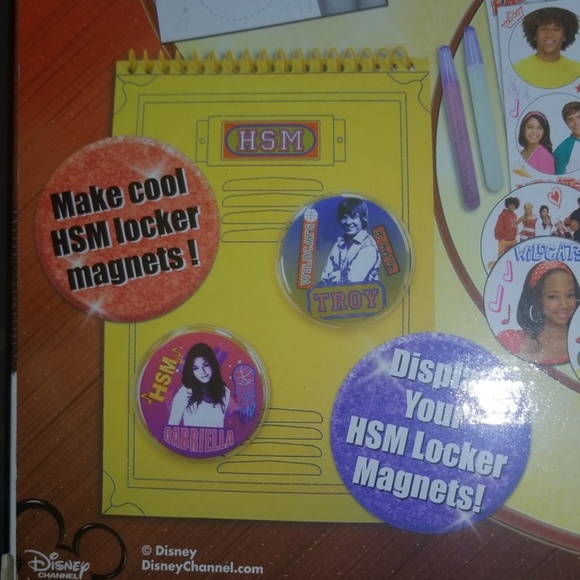 HSM
Make cool
HSM locker
magnets!
WILDCATS
TROY
HSM
GABRIELLA
Your
HSM Locker
Magnets!
WILDCATS
© Disney
DisneyChannel.com
Disney
CHANNEL